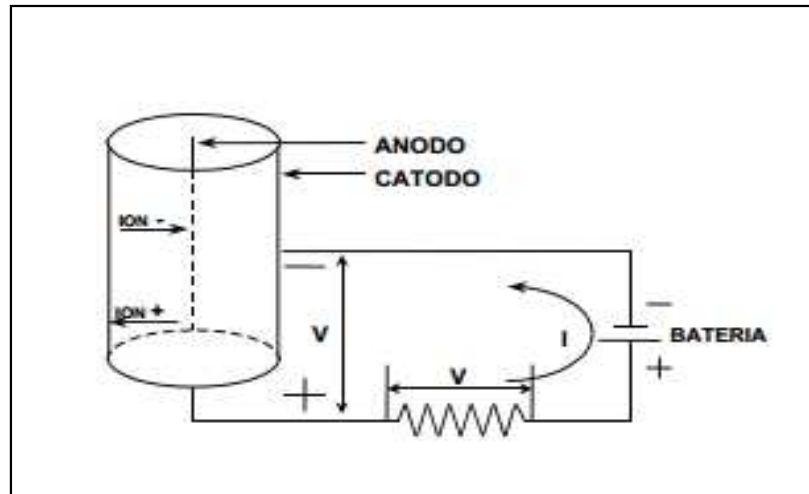 ANODO
CATODO
ION -
ION +
V
V
I
BATERIA
—
+
—
+